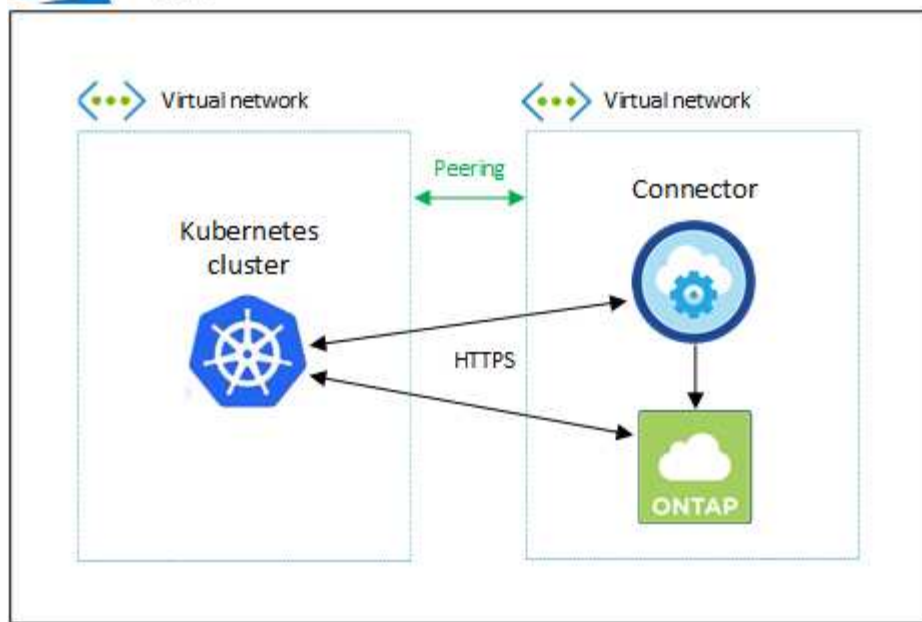 Virtual network
Virtual network
Peering
Connector
Kubernetes
cluster
HTTPS
ONTAP